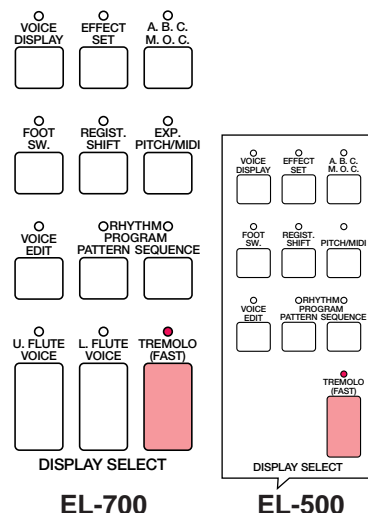 VOICE DISPLAY
EFFECT SET
A. B. C. M. O. C.
FOOT SW.
REGIST. SHIFT
EXP. PITCH/MIDI
VOICE EDIT
RHYTHM
PROGRAM
PATTERN SEQUENCE
U. FLUTE VOICE
L. FLUTE VOICE
TREMOLO (FAST)
DISPLAY SELECT
EL-700
VOICE DISPLAY
EFFECT SET
A. B. C. M. O. C.
FOOT SW.
REGIST. SHIFT
PITCH/MIDI
VOICE EDIT
RHYTHM
PROGRAM
PATTERN SEQUENCE
TREMOLO (FAST)
DISPLAY SELECT
EL-500